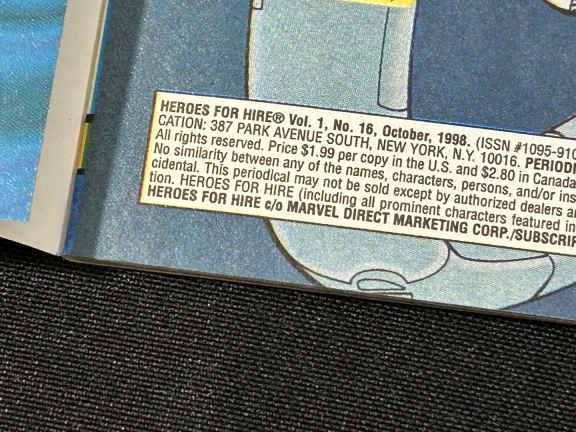 HEROES FOR HIRE® Vol. 1, No. 16, October, 1998. (ISSN #1095-910
CATION: 387 PARK AVENUE SOUTH, NEW YORK, N.Y. 10016. PERIODI
All rights reserved. Price $1.99 per copy in the U.S. and $2.80 in Canada
No similarity between any of the names, characters, persons, and/or ins
cidental. This periodical may not be sold except by authorized dealers a
tion. HEROES FOR HIRE (including all prominent characters featured in
HEROES FOR HIRE c/o MARVEL DIRECT MARKETING CORP./SUBSCRIP